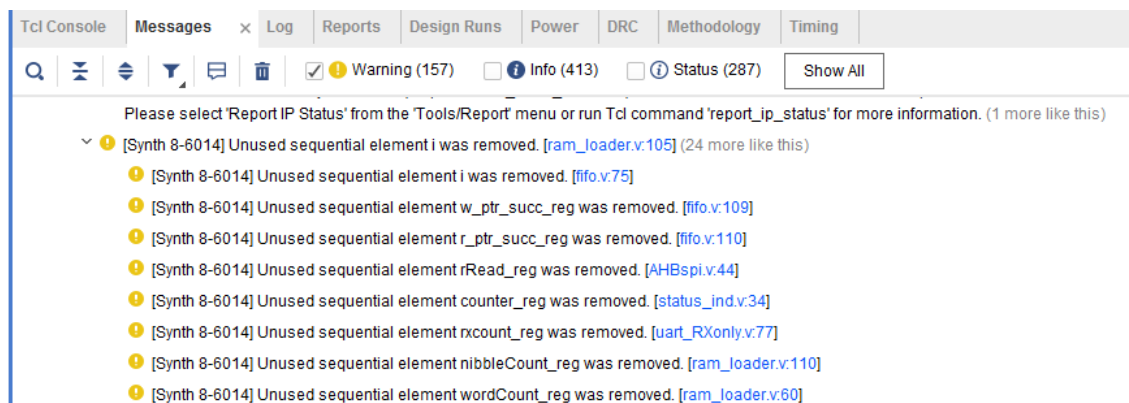 Tcl Console Messages × Log Reports Design Runs Power DRC Methodology Timing
Warning (157) Info (413) Status (287) Show All
Please select 'Report IP Status' from the 'Tools/Report' menu or run Tcl command 'report_ip_status' for more information. (1 more like this)
[Synth 8-6014] Unused sequential element i was removed. [ram_loader.v:105] (24 more like this)
[Synth 8-6014] Unused sequential element i was removed. [fifo.v:75]
[Synth 8-6014] Unused sequential element w_ptr_succ_reg was removed. [fifo.v:109]
[Synth 8-6014] Unused sequential element r_ptr_succ_reg was removed. [fifo.v:110]
[Synth 8-6014] Unused sequential element rRead_reg was removed. [AHBspi.v:44]
[Synth 8-6014] Unused sequential element counter_reg was removed. [status_ind.v:34]
[Synth 8-6014] Unused sequential element rxcount_reg was removed. [uart_RXonly.v:77]
[Synth 8-6014] Unused sequential element nibbleCount_reg was removed. [ram_loader.v:110]
[Synth 8-6014] Unused sequential element wordCount_reg was removed. [ram_loader.v:60]